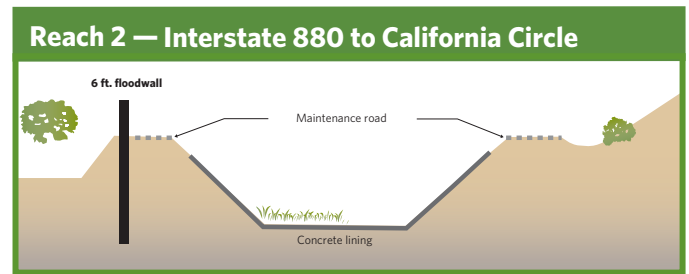 Reach 2 — Interstate 880 to California Circle
6 ft. floodwall
Maintenance road
Concrete lining